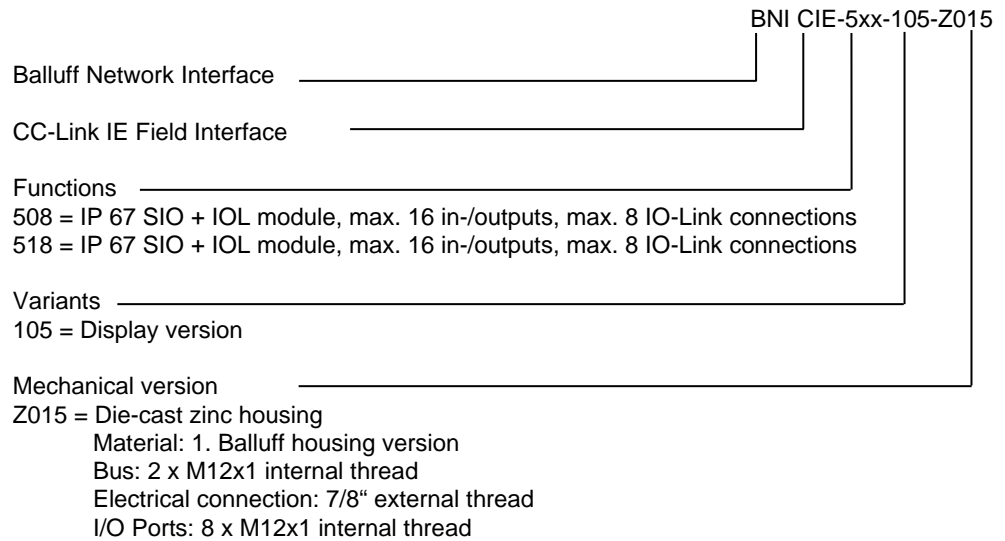 BNI CIE-5xx-105-Z015
Balluff Network Interface
CC-Link IE Field Interface
Functions
508 = IP 67 SIO + IOL module, max. 16 in-/outputs, max. 8 IO-Link connections
518 = IP 67 SIO + IOL module, max. 16 in-/outputs, max. 8 IO-Link connections
Variants
105 = Display version
Mechanical version
Z015 = Die-cast zinc housing
Material: 1. Balluff housing version
Bus: 2 x M12x1 internal thread
Electrical connection: 7/8“ external thread
I/O Ports: 8 x M12x1 internal thread